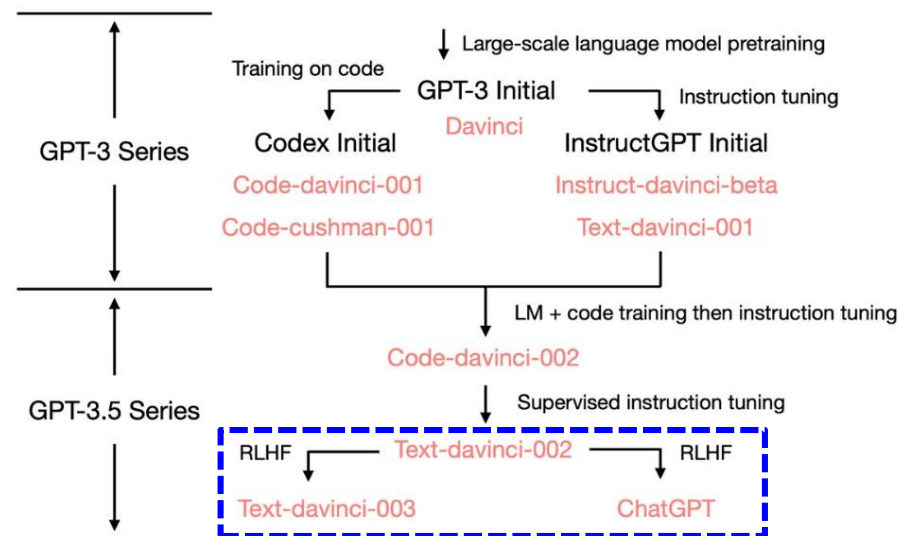 Large-scale language model pretraining
Training on code
GPT-3 Initial
Instruction tuning
Davinci
GPT-3 Series
Codex Initial
InstructGPT Initial
Code-davinci-001
Instruct-davinci-beta
Code-cushman-001
Text-davinci-001
LM + code training then instruction tuning
Code-davinci-002
GPT-3.5 Series
Supervised instruction tuning
RLHF
Text-davinci-002
RLHF
Text-davinci-003
ChatGPT